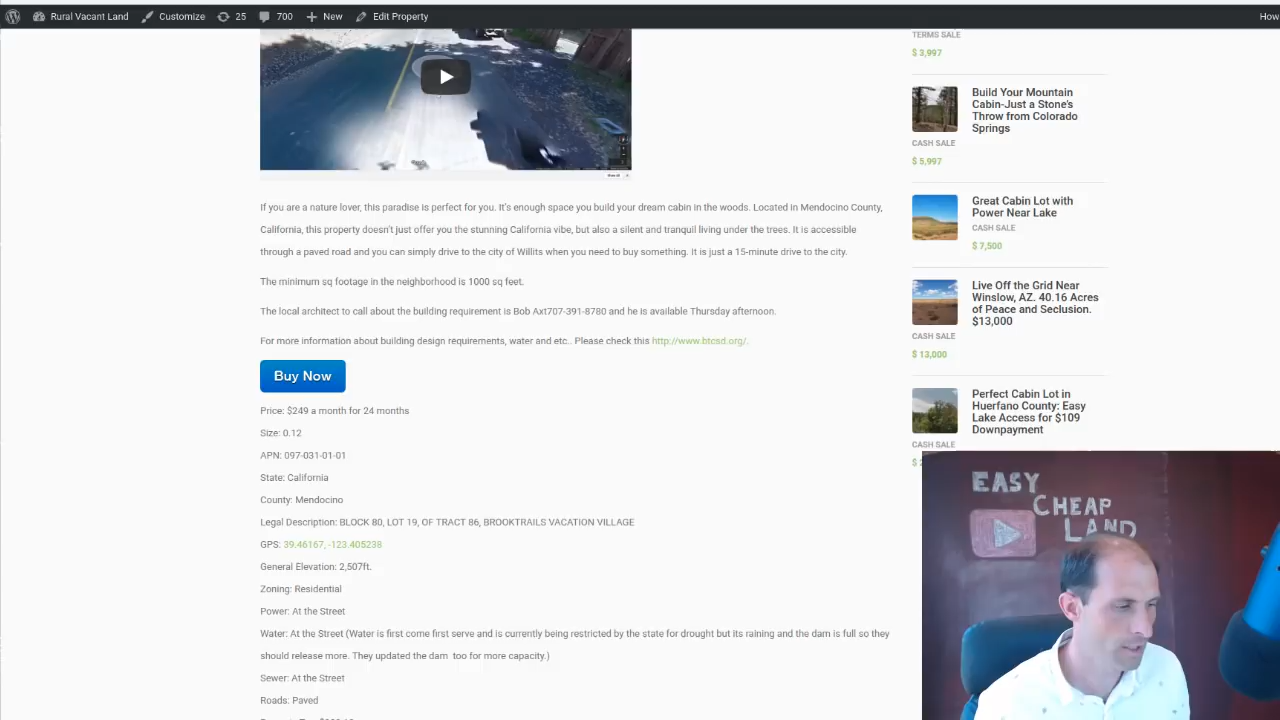 Rural Vacant Land Customize 25 700 New Edit Property How
TERMS SALE
$ 3,997
Build Your Mountain
Cabin-Just a Stone's
Throw from Colorado
Springs
CASH SALE
$ 5,997
If you are a nature lover, this paradise is perfect for you. It's enough space you build your dream cabin in the woods. Located in Mendocino County,
California, this property doesn't just offer you the stunning California vibe, but also a silent and tranquil living under the trees. It is accessible
through a paved road and you can simply drive to the city of Willits when you need to buy something. It is just a 15-minute drive to the city.
Great Cabin Lot with
Power Near Lake
CASH SALE
$ 7,500
The minimum sq footage in the neighborhood is 1000 sq feet.
The local architect to call about the building requirement is Bob Axt707-391-8780 and he is available Thursday afternoon.
For more information about building design requirements, water and etc.. Please check this http://www.btcsd.org/.
Live Off the Grid Near
Winslow, AZ. 40.16 Acres
of Peace and Seclusion.
$13,000
CASH SALE
$ 13,000
Buy Now
Price: $249 a month for 24 months
Size: 0.12
APN: 097-031-01-01
State: California
County: Mendocino
Legal Description: BLOCK 80, LOT 19, OF TRACT 86, BROOKTRAILS VACATION VILLAGE
GPS: 39.46167, -123.405238
General Elevation: 2,507ft.
Zoning: Residential
Power: At the Street
Water: At the Street (Water is first come first serve and is currently being restricted by the state for drought but its raining and the dam is full so they
should release more. They updated the dam too for more capacity.)
Sewer: At the Street
Roads: Paved
Perfect Cabin Lot in
Huerfano County: Easy
Lake Access for $109
Downpayment
CASH SALE
EASY
CHEAP
LAND